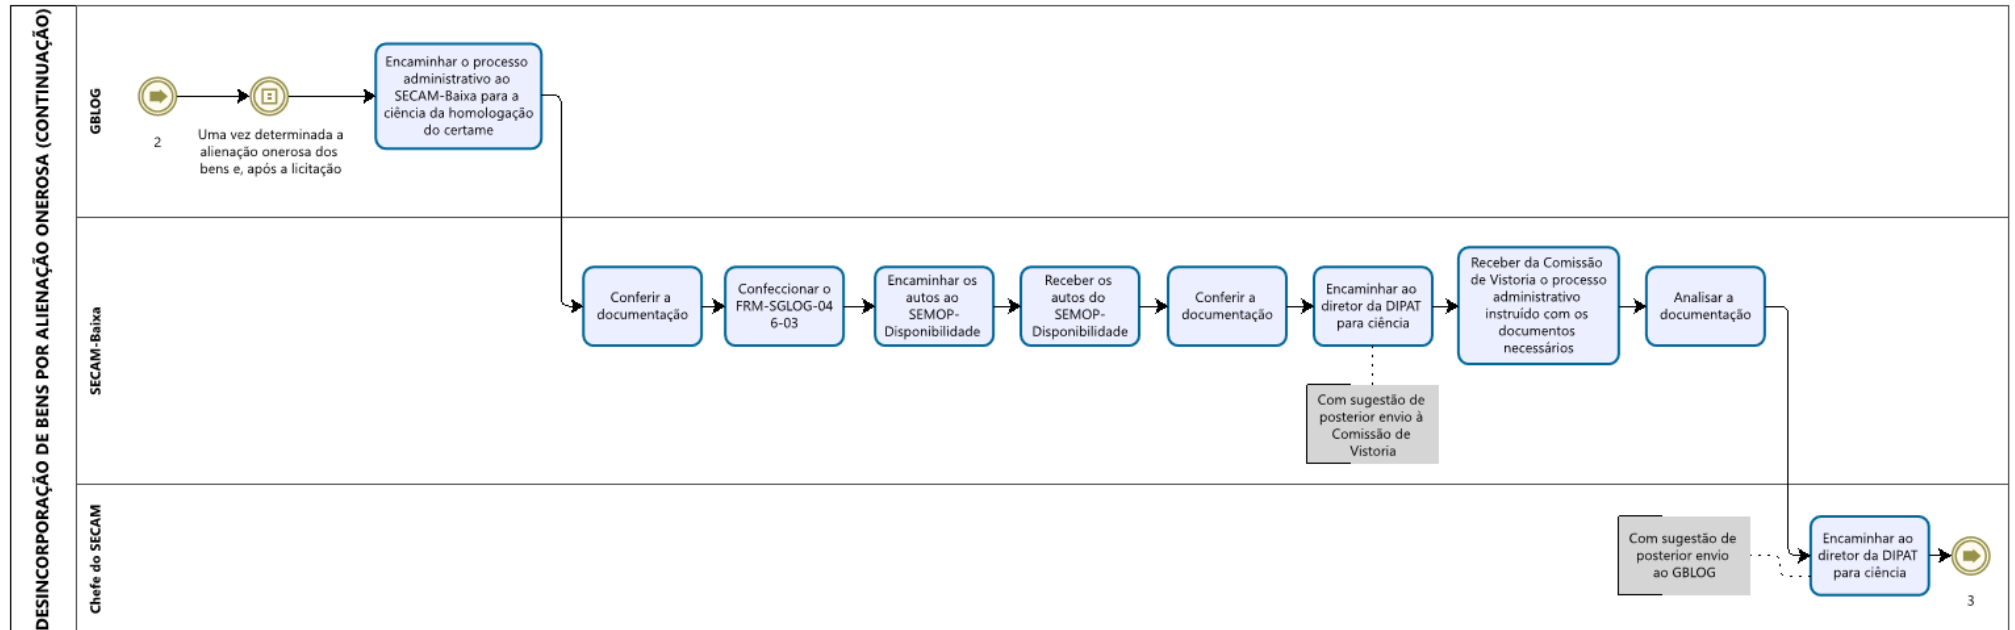 DESINCORPORAÇÃO DE BENS POR ALIENAÇÃO ONEROSA (CONTINUAÇÃO)
GBLOG
2
Uma vez determinada a
alienação onerosa dos
bens e, após a licitação
Encaminhar o processo
administrativo ao
SECAM-Baixa para a
ciência da homologação
do certame
SECAM-Baixa
Conferir a
documentação
Confeccionar o
FRM-SGLOG-04
6-03
Encaminhar os
autos ao
SEMOP-
Disponibilidade
Receber os
autos do
SEMOP-
Disponibilidade
Conferir a
documentação
Encaminhar ao
diretor da DIPAT
para ciência
Com sugestão de
posterior envio à
Comissão de
Vistoria
Receber da Comissão
de Vistoria o processo
administrativo
instruído com os
documentos
necessários
Analisar a
documentação
Chefe do SECAM
Com sugestão de
posterior envio
ao GBLOG
Encaminhar ao
diretor da DIPAT
para ciência
3